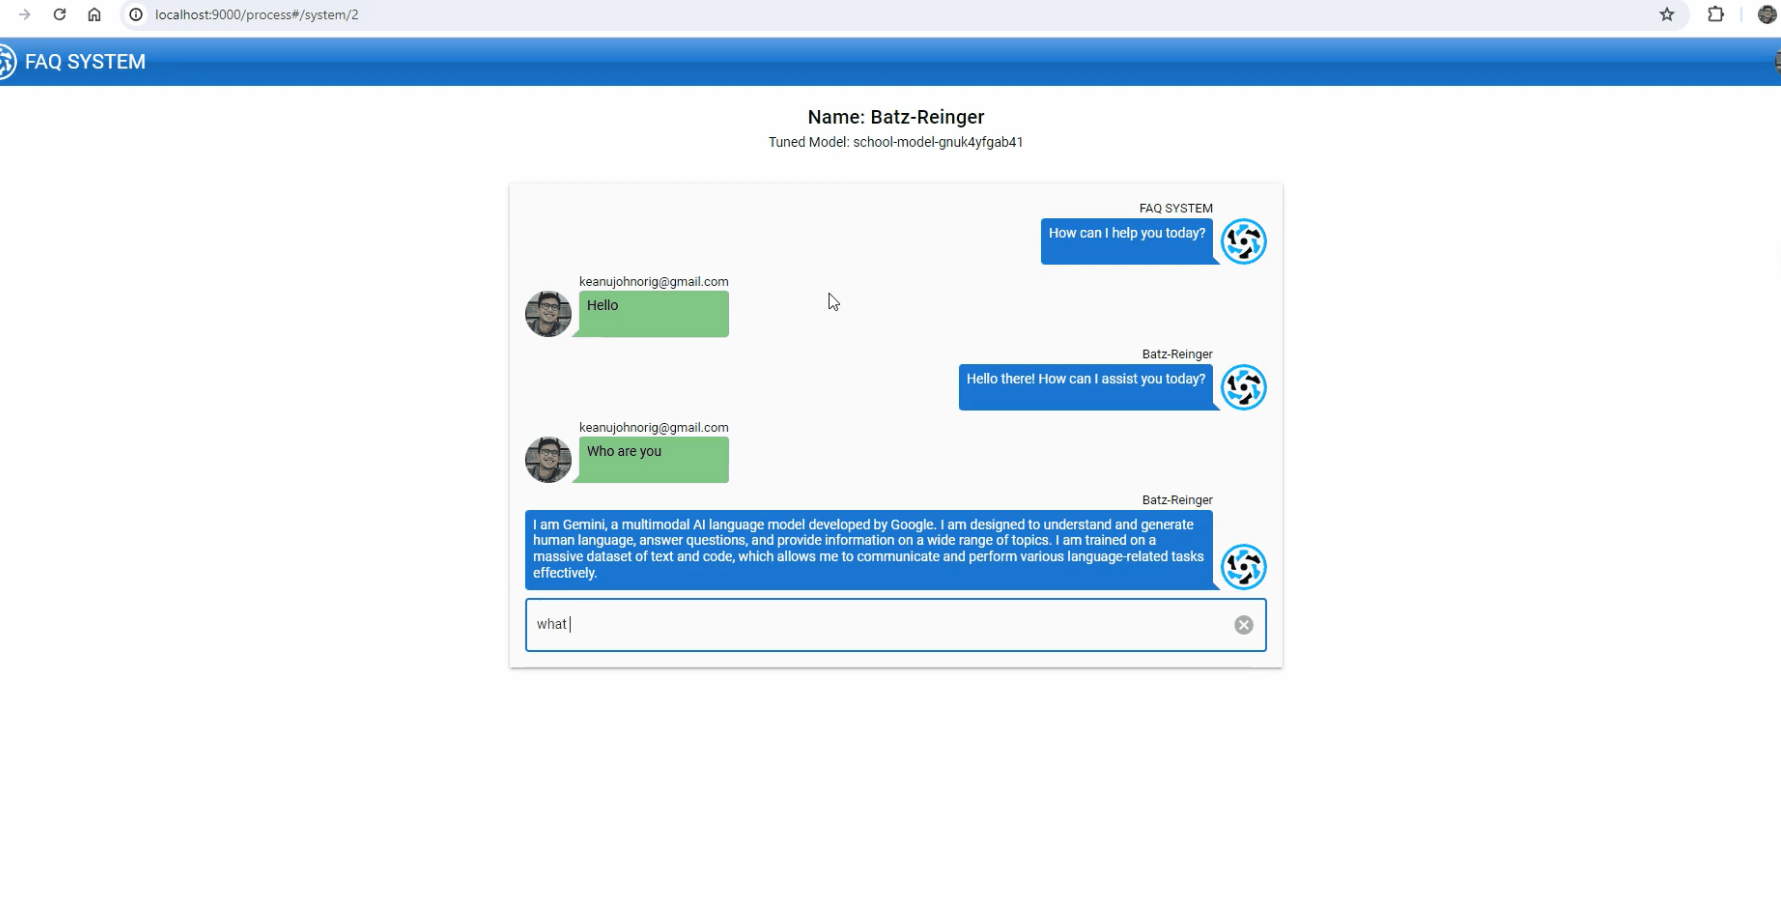 localhost:9000/process#/system/2
FAQ SYSTEM
Name: Batz-Reinger
Tuned Model: school-model-gnuk4yfgab41
FAQ SYSTEM
How can I help you today?
keanujohnorig@gmail.com
Hello
Batz-Reinger
Hello there! How can I assist you today?
keanujohnorig@gmail.com
Who are you
Batz-Reinger
I am Gemini, a multimodal AI language model developed by Google. I am designed to understand and generate
human language, answer questions, and provide information on a wide range of topics. I am trained on a
massive dataset of text and code, which allows me to communicate and perform various language-related tasks
effectively.
what